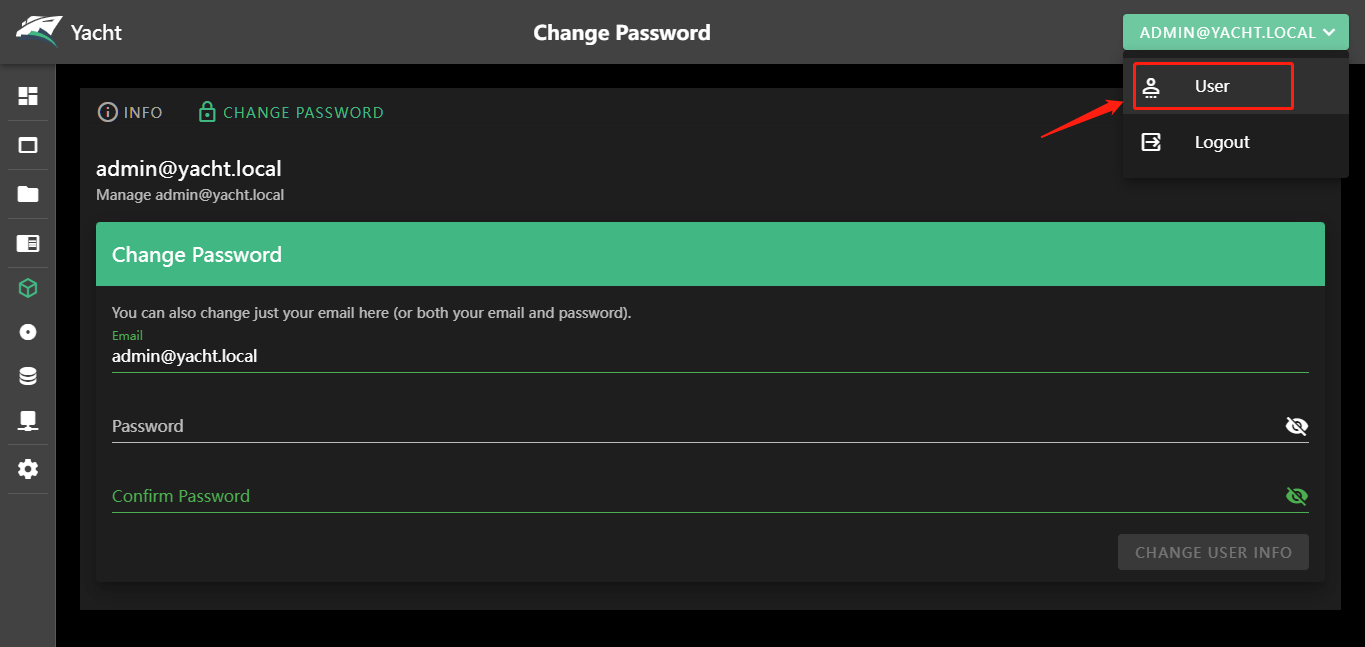 Yacht
Change Password
ADMIN@YACHT.LOCAL
User
Logout
INFO
CHANGE PASSWORD
admin@yacht.local
Manage admin@yacht.local
Change Password
You can also change just your email here (or both your email and password).
Email
admin@yacht.local
Password
Confirm Password
CHANGE USER INFO